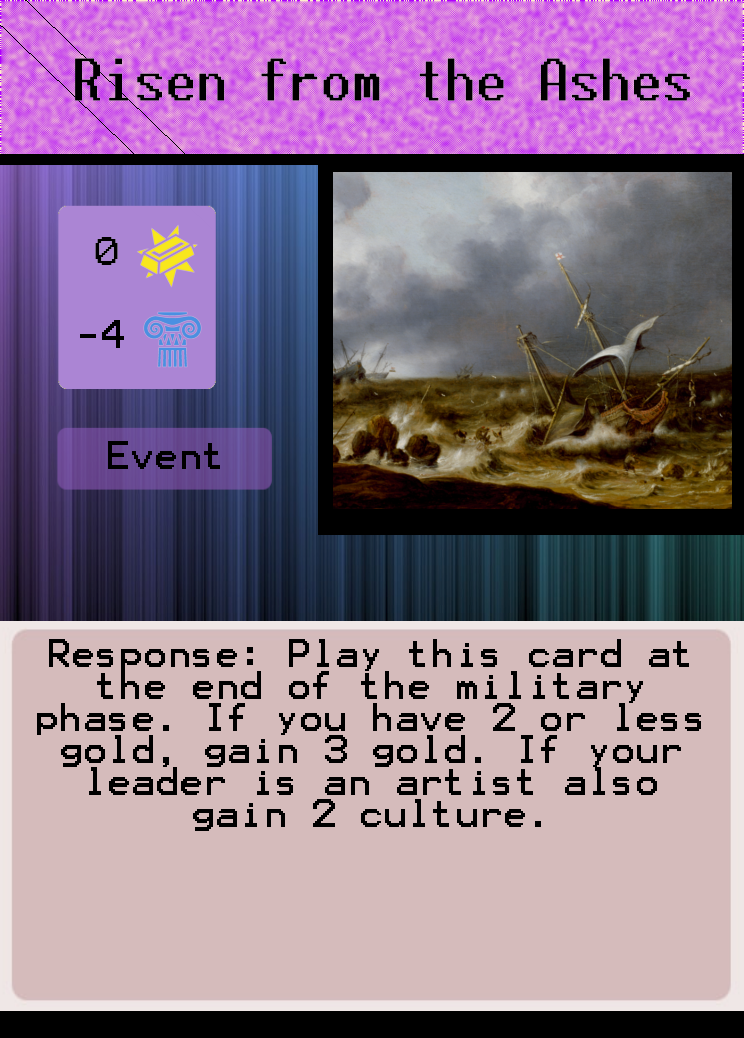 Risen from the Ashes
0
-4
Event
Response: Play this card at
the end of the military
phase. If you have 2 or less
gold, gain 3 gold. If your
leader is an artist also
gain 2 culture.